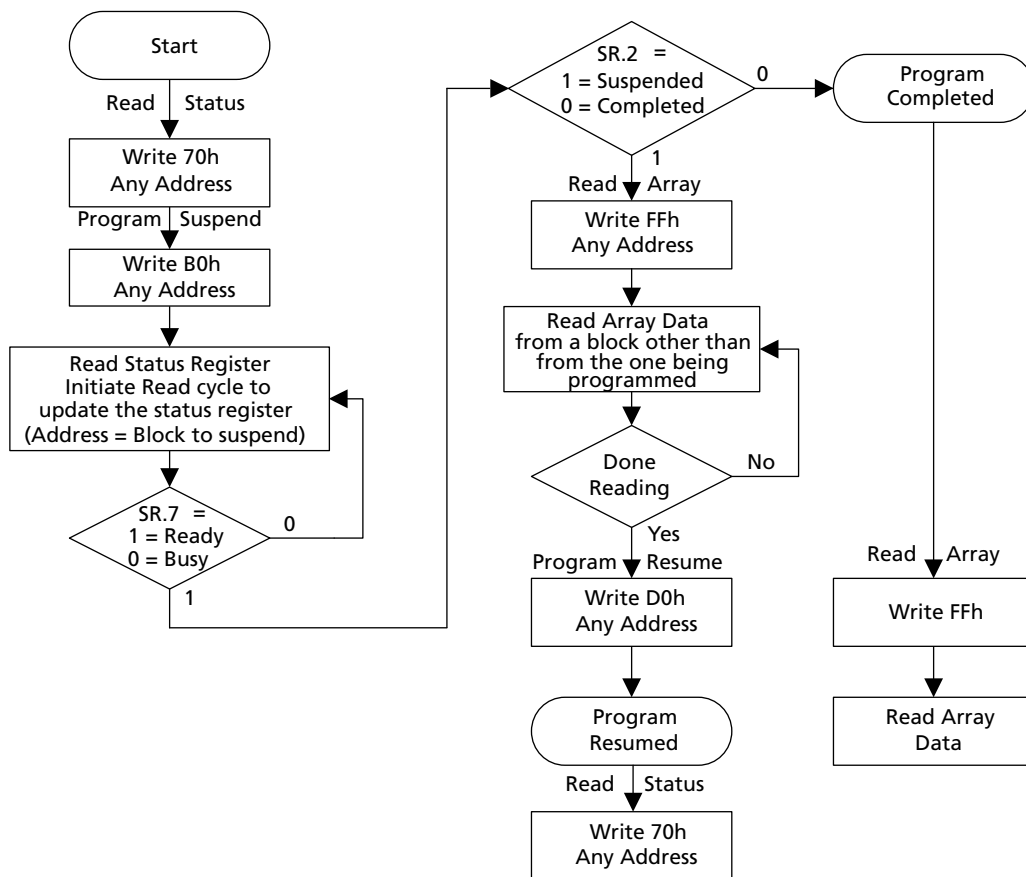 Start
Read Status
Write 70h
Any Address
Program Suspend
Write B0h
Any Address
Read Status Register
Initiate Read cycle to
update the status register
(Address = Block to suspend)
SR.7 =
1 = Ready
0 = Busy
0
1
SR.2 =
1 = Suspended
0 = Completed
0
1
Read Array
Write FFh
Any Address
Read Array Data
from a block other than
from the one being
programmed
Done
Reading
No
Yes
Program Resume
Write D0h
Any Address
Program
Resumed
Read Status
Write 70h
Any Address
Program
Completed
Read Array
Write FFh
Read Array
Data